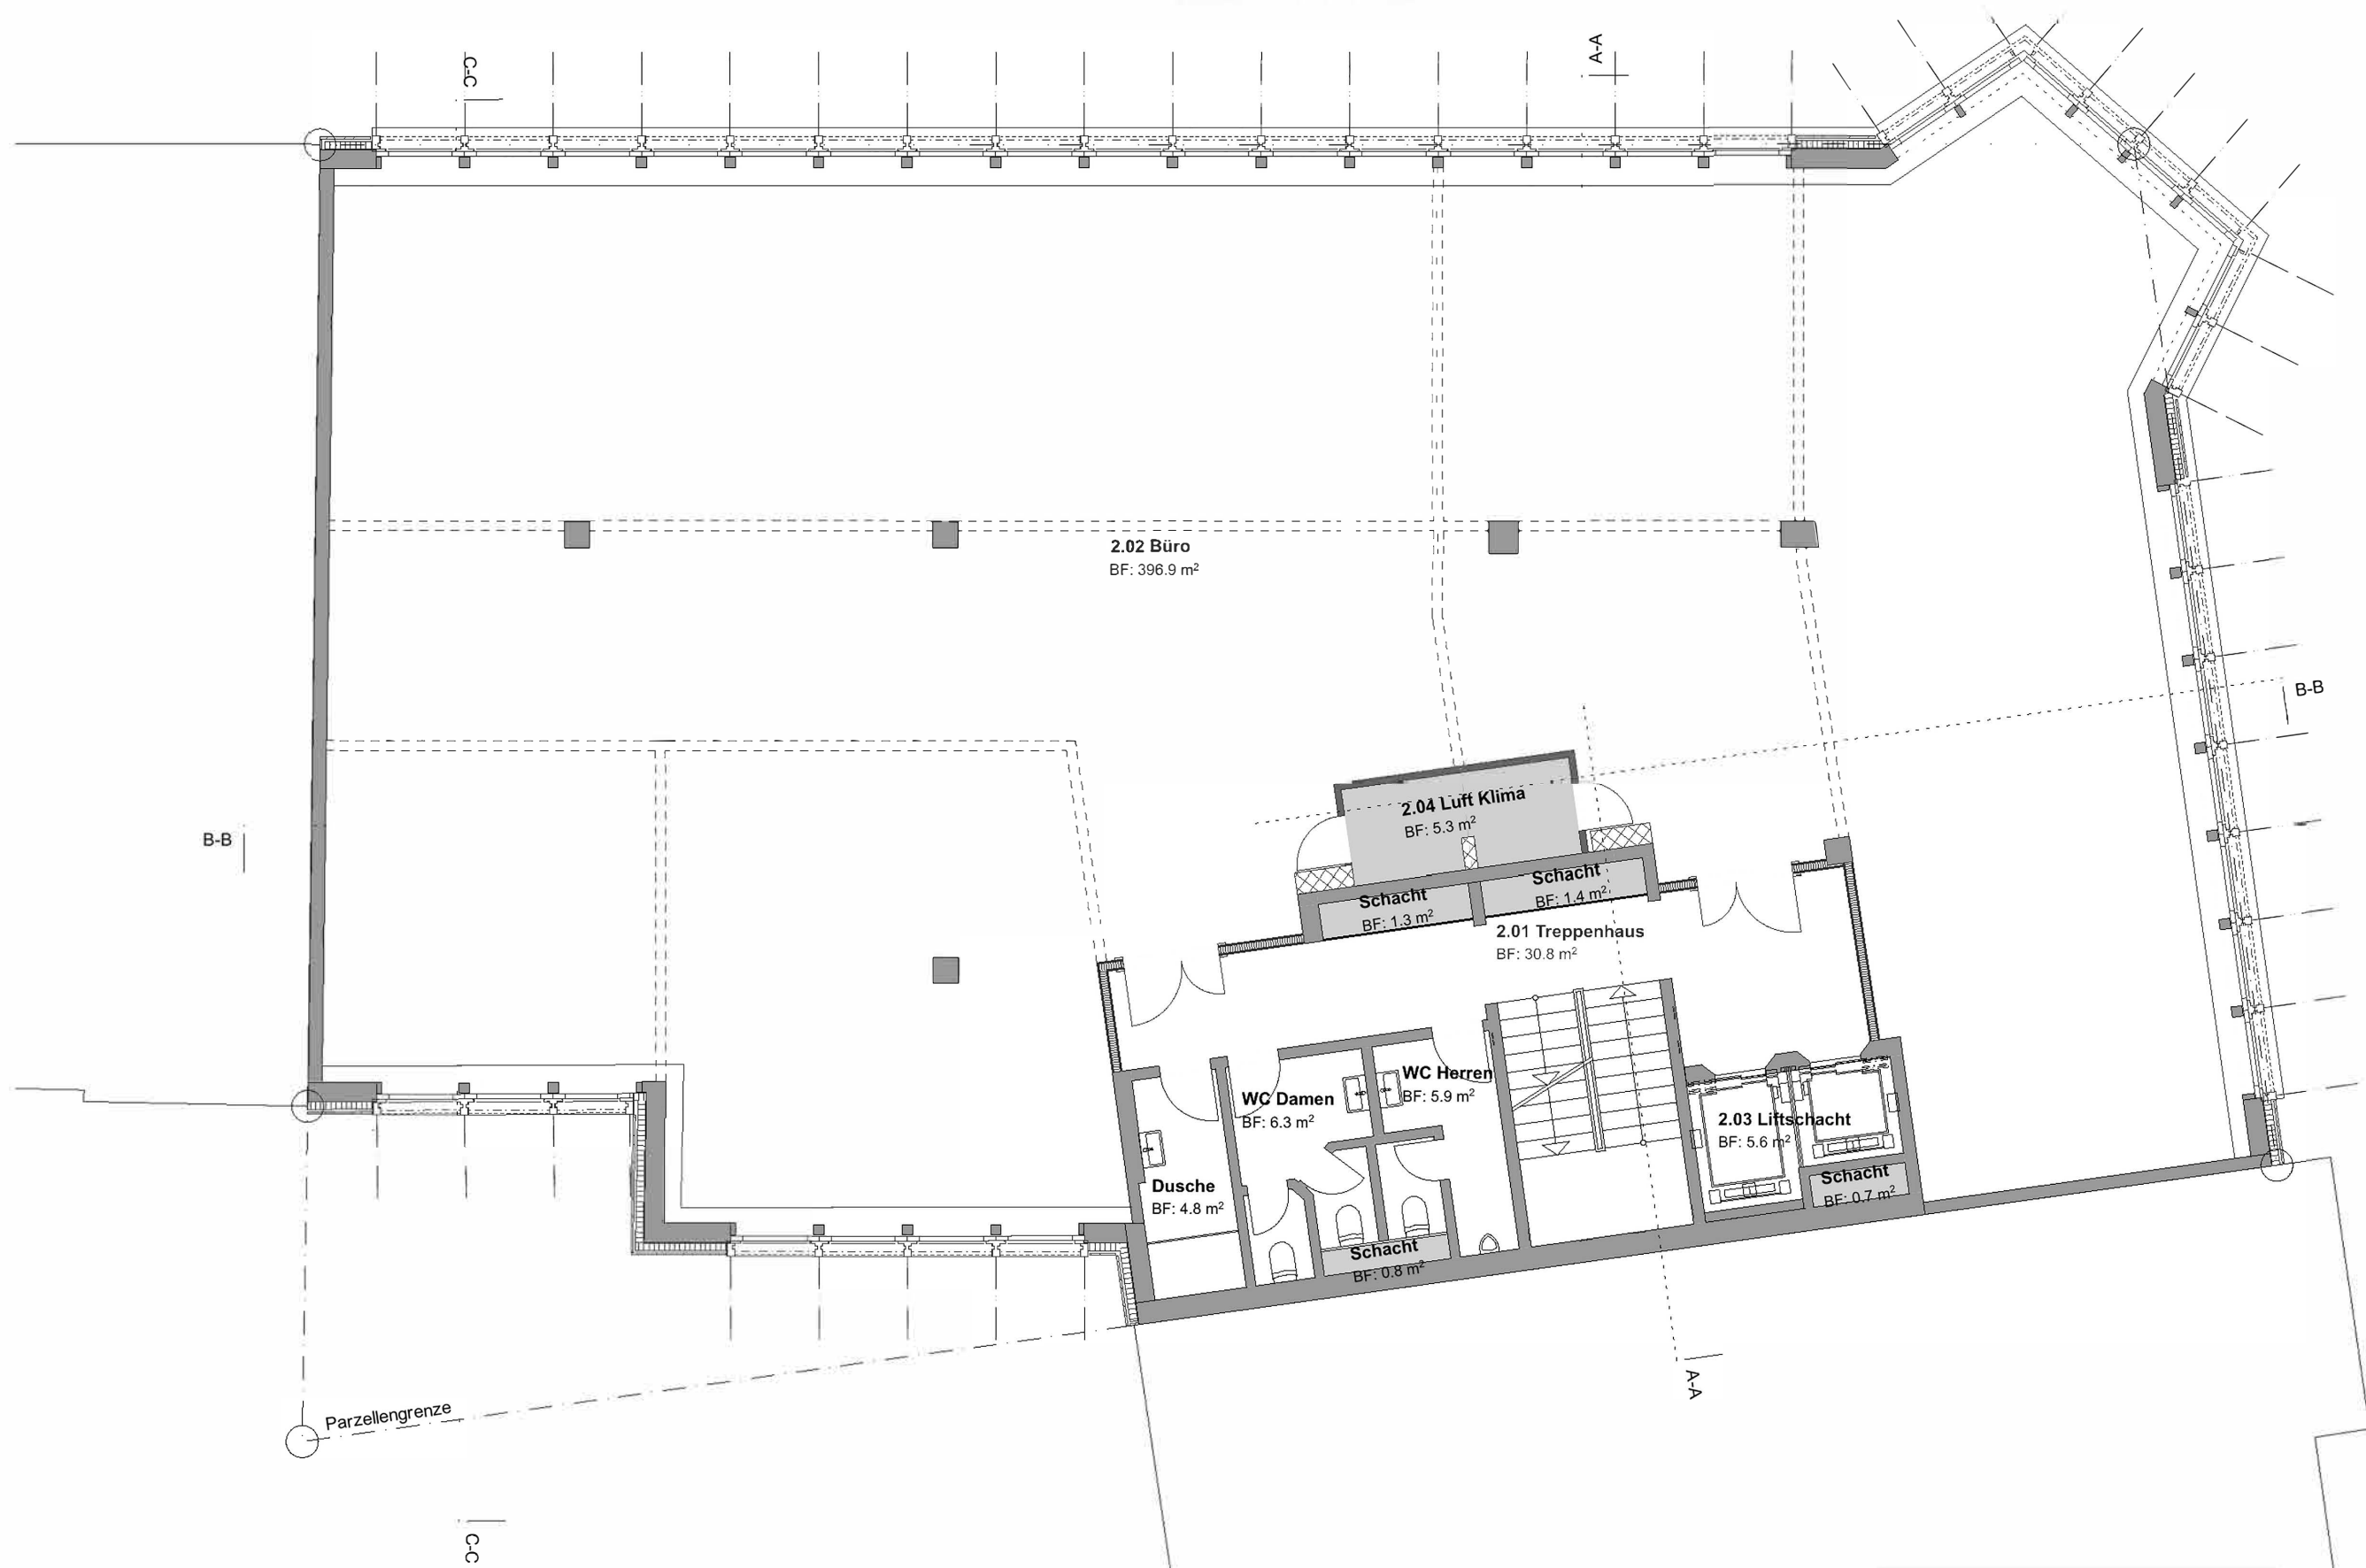 C-C
A-A
2.02 Büro
BF: 396.9 m²
B-B
2.04 Luft Klima
BF: 5.3 m²
B-B
Schacht
BF: 1.4 m²
Schacht
BF: 1.3 m²
2.01 Treppenhaus
BF: 30.8 m²
WC Herren
BF: 5.9 m²
WC Damen
BF: 6.3 m²
2.03 Liftschacht
BF: 5.6 m²
Schacht
BF: 0.7 m²
Dusche
BF: 4.8 m²
Schacht
BF: 0.8 m²
A-A
Parzellengrenze
C-C